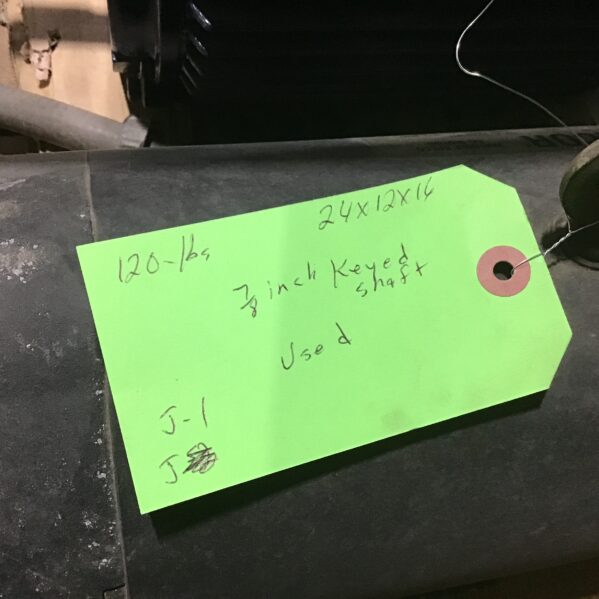 120-lbs
24x12x16
7/8 inch Keyed
shaft
Used
J-1
J